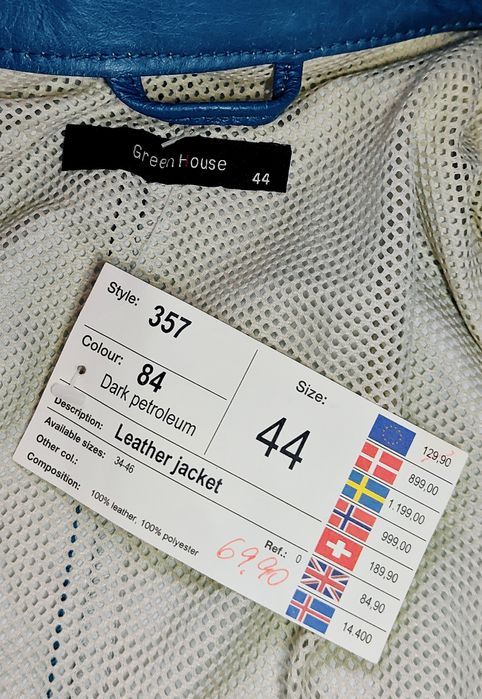 Green House
44
Style: 357
Colour: 84
Dark petroleum
Size:
44
Description: Leather jacket
Available sizes: 34-46
Other col.:
Composition: 100% leather, 100% polyester
Ref.: 0
69.90
129,90
899,00
1.199,00
999,00
189,90
84,90
14.400